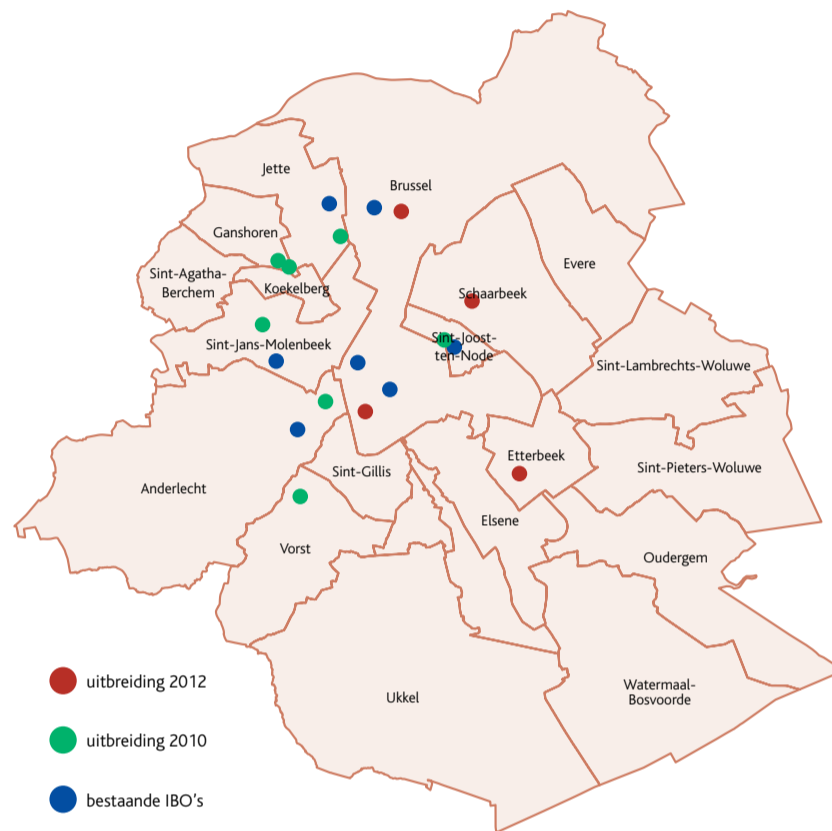 Jette
Brussel
Ganshoren
Evere
Sint-Agatha-
Berchem
Koekelberg
Schaarbeek
Sint-Jans-Molenbeek
Sint-Joost-
ten-Node
Sint-Lambrechts-Woluwe
Etterbeek
Sint-Pieters-Woluwe
Sint-Gillis
Anderlecht
Elsene
Vorst
Oudergem
uitbreiding 2012
Ukkel
Watermaal-
Bosvoorde
uitbreiding 2010
bestaande IBO's